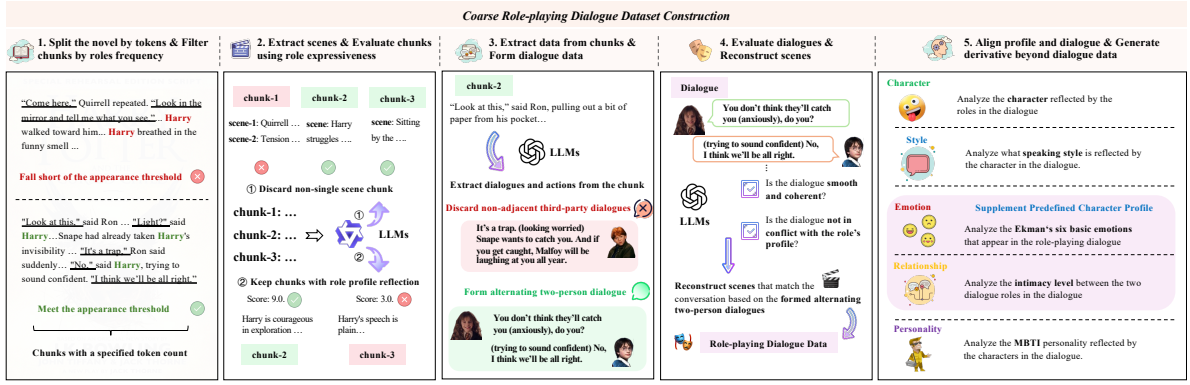 Coarse Role-playing Dialogue Dataset Construction
1. Split the novel by tokens & Filter
chunks by roles frequency
“Come here,” Quirrell repeated. “Look in the
mirror and tell me what you see.”... Harry
walked toward him... Harry breathed in the
funny smell ...
Fall short of the appearance threshold
"Look at this," said Ron … "Light?" said
Harry…Snape had already taken Harry's
invisibility … "It's a trap," Ron said
suddenly… "No," said Harry, trying to
sound confident. "I think we’ll be all right.”
Meet the appearance threshold
Chunks with a specified token count
2. Extract scenes & Evaluate chunks
using role expressiveness
chunk-1
chunk-2
chunk-3
scene-1: Quirrell …
scene-2: Tension …
scene: Harry
struggles ….
scene: Sitting
by the ….
① Discard non-single scene chunk
chunk-1: …
chunk-2: …
chunk-3: …
①
LLMs
②
② Keep chunks with role profile reflection
Score: 9.0.
Score: 3.0.
Harry is courageous
in exploration …
Harry's speech is
plain…
chunk-2
chunk-3
3. Extract data from chunks &
Form dialogue data
chunk-2
“Look at this,” said Ron, pulling out a bit of
paper from his pocket…
LLMs
Extract dialogues and actions from the chunk
Discard non-adjacent third-party dialogues
It’s a trap. (looking worried)
Snape wants to catch you. And if
you get caught, Malfoy will be
laughing at you all year.
Form alternating two-person dialogue
You don’t think they’ll catch
you (anxiously), do you?
(trying to sound confident) No,
I think we’ll be all right.
4. Evaluate dialogues &
Reconstruct scenes
Dialogue
You don’t think they’ll catch
you (anxiously), do you?
(trying to sound confident) No,
I think we’ll be all right.
⋮
LLMs
Is the dialogue smooth
and coherent?
Is the dialogue not in
conflict with the role’s
profile?
Reconstruct scenes that match the
conversation based on the formed alternating
two-person dialogues
Role-playing Dialogue Data
5. Align profile and dialogue & Generate
derivative beyond dialogue data
Character
Analyze the character reflected by the
roles in the dialogue
Style
Analyze what speaking style is reflected by
the character in the dialogue.
Emotion
Supplement Predefined Character Profile
Analyze the Ekman‘s six basic emotions
that appear in the role-playing dialogue
Relationship
Analyze the intimacy level between the two
dialogue roles in the dialogue
Personality
Analyze the MBTI personality reflected by
the characters in the dialogue.